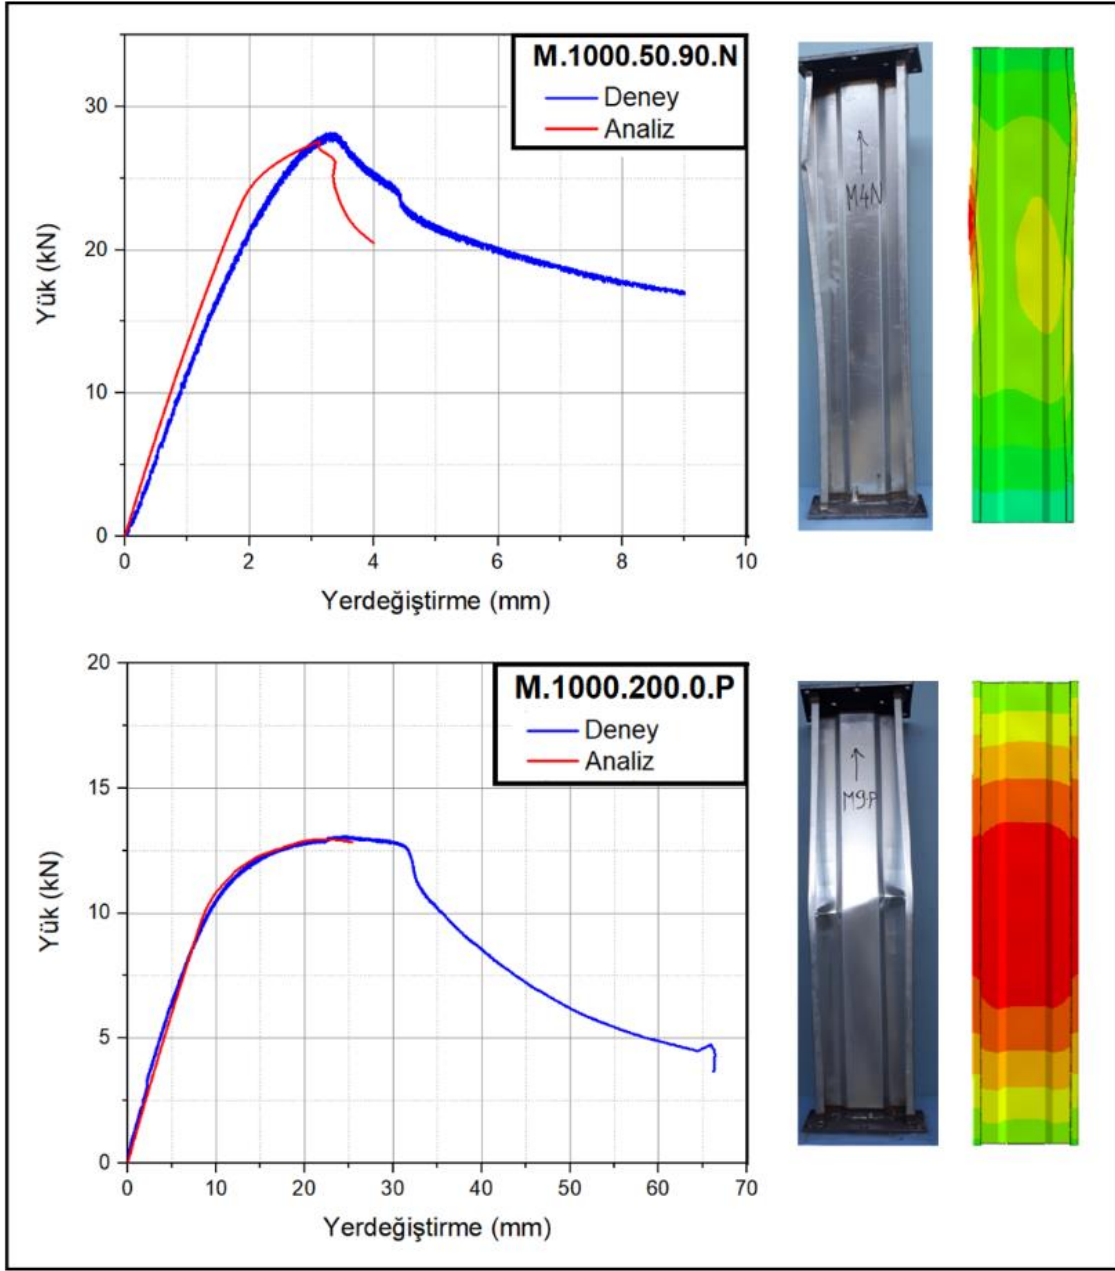 M.1000.50.90.N
Deney
Analiz
Yük (kN)
30
20
10
0
0 2 4 6 8 10
Yerdeğiştirme (mm)
M4N
M.1000.200.0.P
Deney
Analiz
Yük (kN)
20
15
10
5
0
0 10 20 30 40 50 60 70
Yerdeğiştirme (mm)
M9P